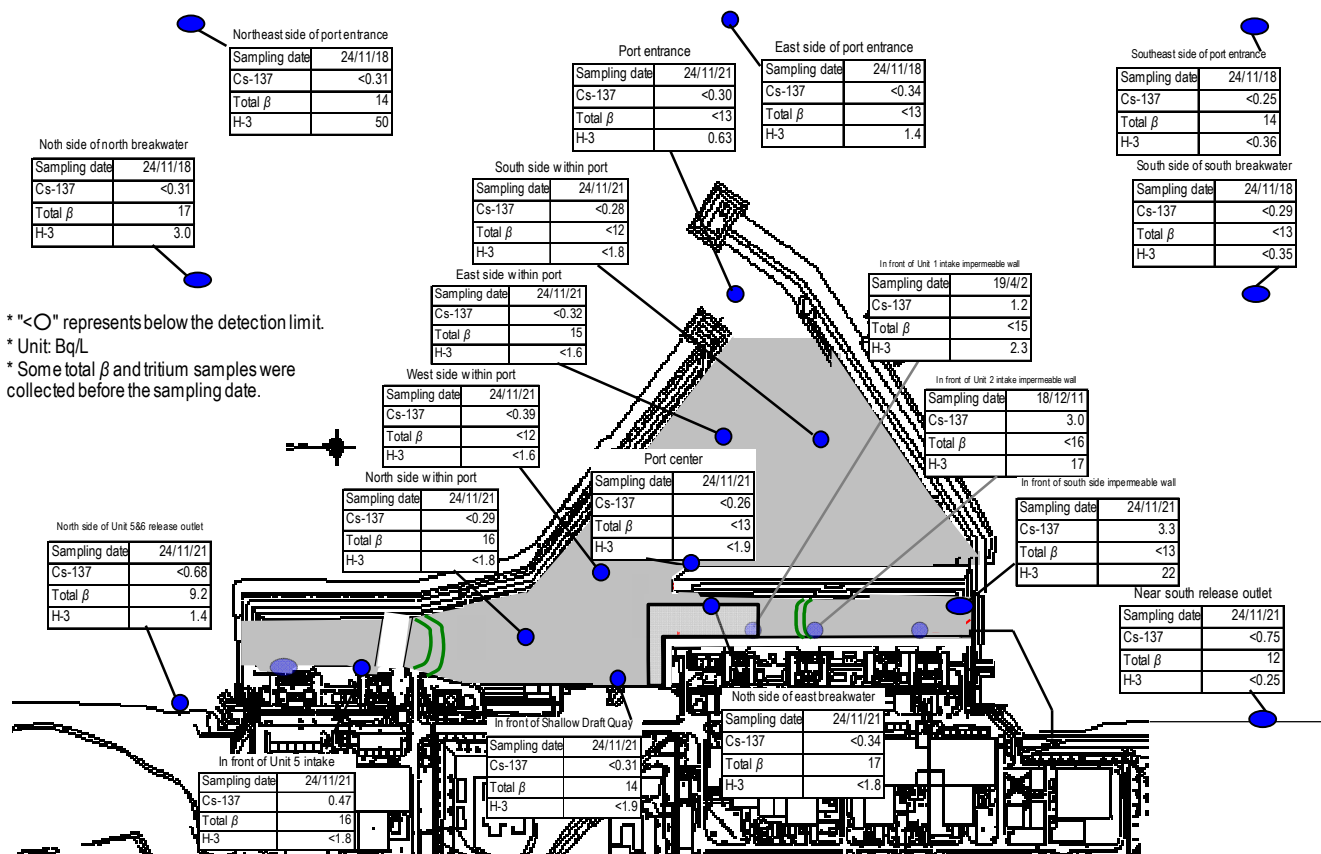 Northeast side of port entrance
Sampling date 24/11/18
Cs-137 <0.31
Total β 14
H-3 50
Port entrance
Sampling date 24/11/21
Cs-137 <0.30
Total β <13
H-3 0.63
East side of port entrance
Sampling date 24/11/18
Cs-137 <0.34
Total β <13
H-3 1.4
Southeast side of port entrance
Sampling date 24/11/18
Cs-137 <0.25
Total β 14
H-3 <0.36
Noth side of north breakwater
Sampling date 24/11/18
Cs-137 <0.31
Total β 17
H-3 3.0
South side within port
Sampling date 24/11/21
Cs-137 <0.28
Total β <12
H-3 <1.8
South side of south breakwater
Sampling date 24/11/18
Cs-137 <0.29
Total β <13
H-3 <0.35
East side within port
Sampling date 24/11/21
Cs-137 <0.32
Total β 15
H-3 <1.6
In front of Unit 1 intake impermeable wall
Sampling date 19/4/2
Cs-137 1.2
Total β <15
H-3 2.3
* "<○" represents below the detection limit.
* Unit: Bq/L
* Some total β and tritium samples were
collected before the sampling date.
West side within port
Sampling date 24/11/21
Cs-137 <0.39
Total β <12
H-3 <1.6
In front of Unit 2 intake impermeable wall
Sampling date 18/12/11
Cs-137 3.0
Total β <16
H-3 17
Port center
Sampling date 24/11/21
Cs-137 <0.26
Total β <13
H-3 <1.9
North side within port
Sampling date 24/11/21
Cs-137 <0.29
Total β 16
H-3 <1.8
In front of south side impermeable wall
Sampling date 24/11/21
Cs-137 3.3
Total β <13
H-3 22
North side of Unit 5&6 release outlet
Sampling date 24/11/21
Cs-137 <0.68
Total β 9.2
H-3 1.4
Near south release outlet
Sampling date 24/11/21
Cs-137 <0.75
Total β 12
H-3 <0.25
Noth side of east breakwater
Sampling date 24/11/21
Cs-137 <0.34
Total β 17
H-3 <1.8
In front of Shallow Draft Quay
Sampling date 24/11/21
Cs-137 <0.31
Total β 14
H-3 <1.9
In front of Unit 5 intake
Sampling date 24/11/21
Cs-137 0.47
Total β 16
H-3 <1.8